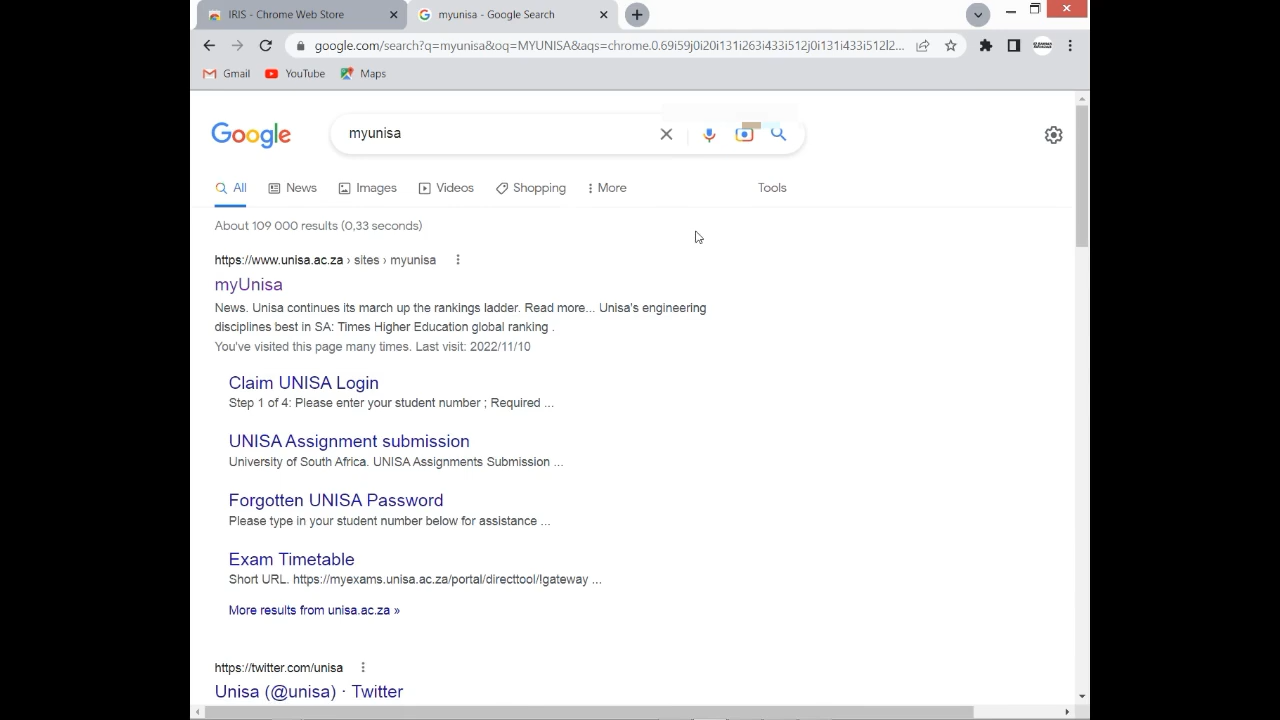 IRIS - Chrome Web Store
myunisa - Google Search
google.com/search?q=myunisa&oq=MYUNISA&aqs=chrome.0.69i59j0i20i131i263i433i512j0i131i433i512l2...
Gmail YouTube Maps
Google
myunisa
All News Images Videos Shopping More Tools
About 109 000 results (0,33 seconds)
https://www.unisa.ac.za › sites › myunisa
myUnisa
News. Unisa continues its march up the rankings ladder. Read more... Unisa's engineering
disciplines best in SA: Times Higher Education global ranking .
You've visited this page many times. Last visit: 2022/11/10
Claim UNISA Login
Step 1 of 4: Please enter your student number ; Required ...
UNISA Assignment submission
University of South Africa. UNISA Assignments Submission ...
Forgotten UNISA Password
Please type in your student number below for assistance ...
Exam Timetable
Short URL. https://myexams.unisa.ac.za/portal/directtool/!gateway ...
More results from unisa.ac.za »
https://twitter.com/unisa
Unisa (@unisa) · Twitter